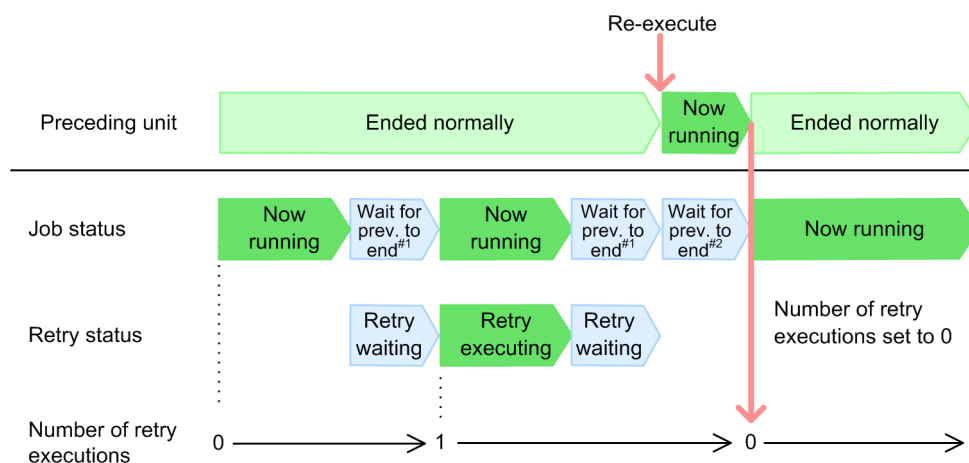 Re-execute
Preceding unit
Ended normally
Now
running
Ended normally
Job status
Now
running
Wait for
prev. to
end#1
Now
running
Wait for
prev. to
end#1
Wait for
prev. to
end#2
Now running
Retry status
Retry
waiting
Retry
executing
Retry
waiting
Number of retry
executions set to 0
Number of retry
executions
0
1
0